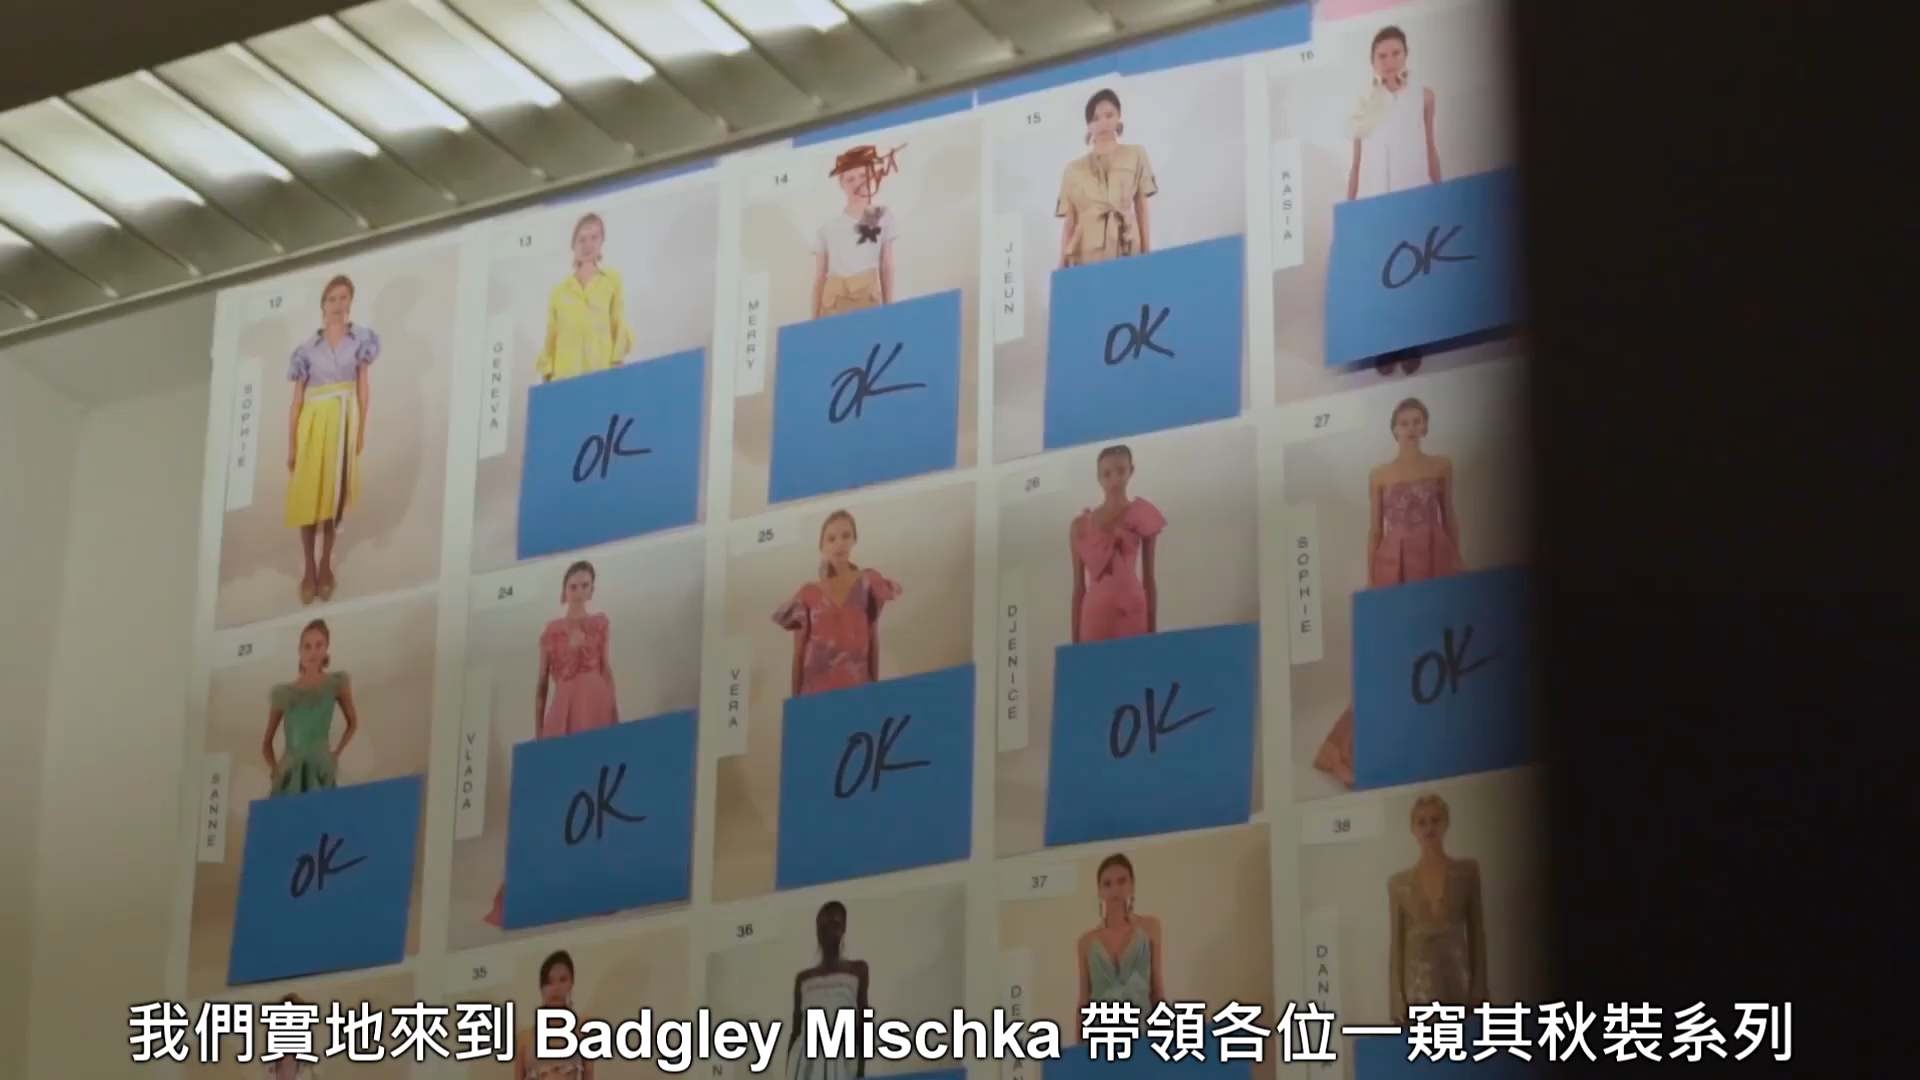 16
15
14
13
12
KASIA
JIEUN
MERRY
GENEVA
SOPHIE
OK
OK
OK
OK
27
26
25
24
23
SOPHIE
DJENICE
VERA
VLADA
SANNE
OK
OK
OK
OK
OK
38
37
36
35
我們實地來到 Badgley Mischka 帶領各位一窺其秋裝系列